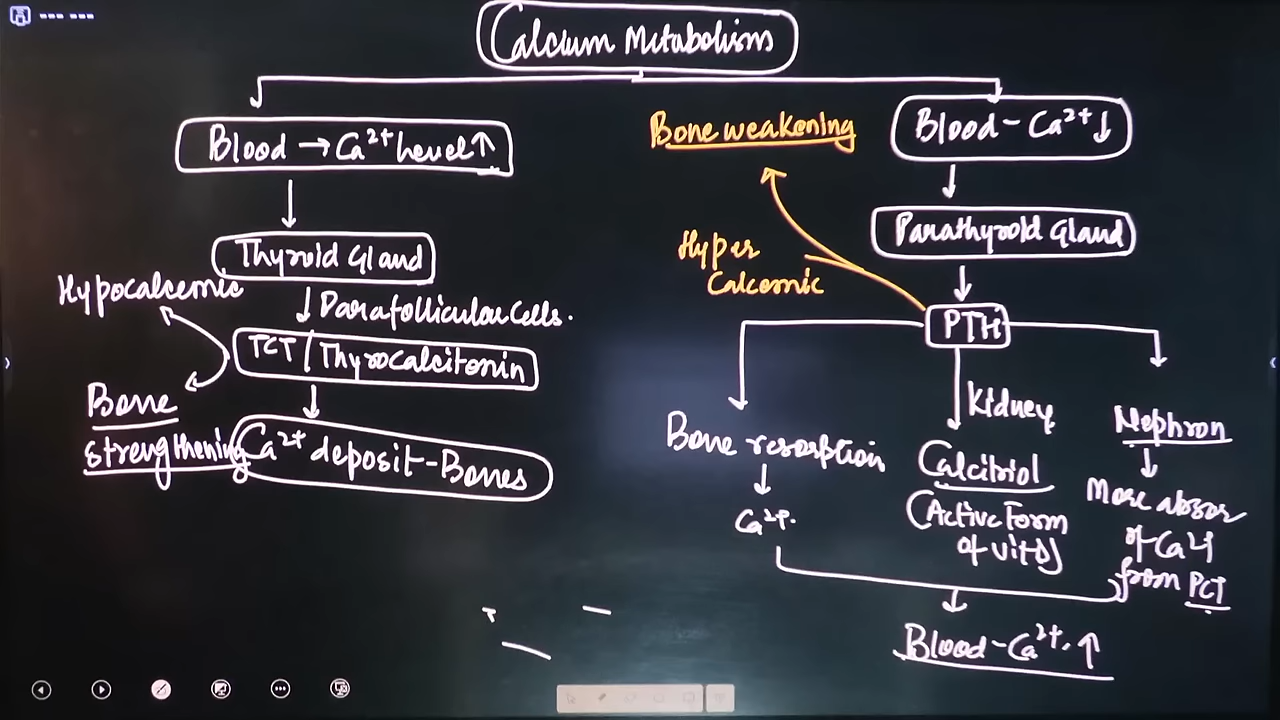 Calcium Metabolism
Blood → Ca²⁺ Level ↑
Thyroid Gland
Parafollicular Cells.
Hypocalcemic
TCT / Thyrocalcitonin
Bone
strengthening
Ca²⁺ deposit - Bones
Blood - Ca²⁺ ↓
Parathyroid Gland
PTH
Bone weakening
Hyper
Calcemic
Bone resorption
Ca²⁺.
Kidney
Calcitriol
(Active Form
of Vit D)
Nephron
More absor
of Ca
from PCT
Blood - Ca²⁺. ↑